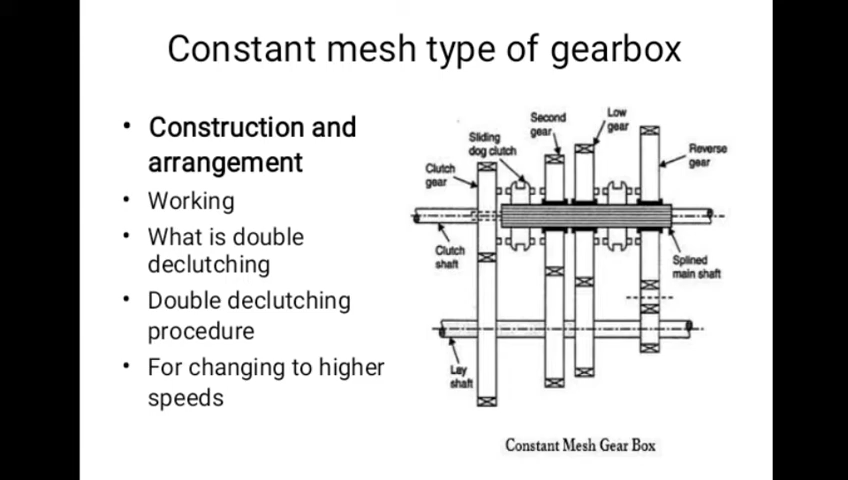 Constant mesh type of gearbox
• Construction and
arrangement
• Working
• What is double
declutching
• Double declutching
procedure
• For changing to higher
speeds
Low
gear
Second
gear
Sliding
dog clutch
Reverse
gear
Clutch
gear
Clutch
shaft
Splined
main shaft
Lay
shaft
Constant Mesh Gear Box